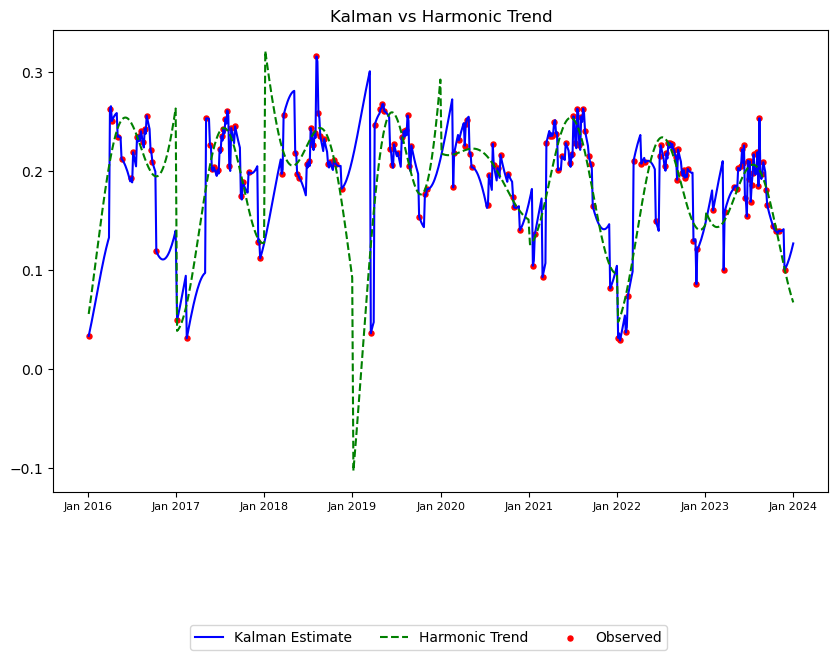 Kalman vs Harmonic Trend
0.3
0.2
0.1
0.0
−0.1
Jan 2016 Jan 2017 Jan 2018 Jan 2019 Jan 2020 Jan 2021 Jan 2022 Jan 2023 Jan 2024
Kalman Estimate Harmonic Trend Observed